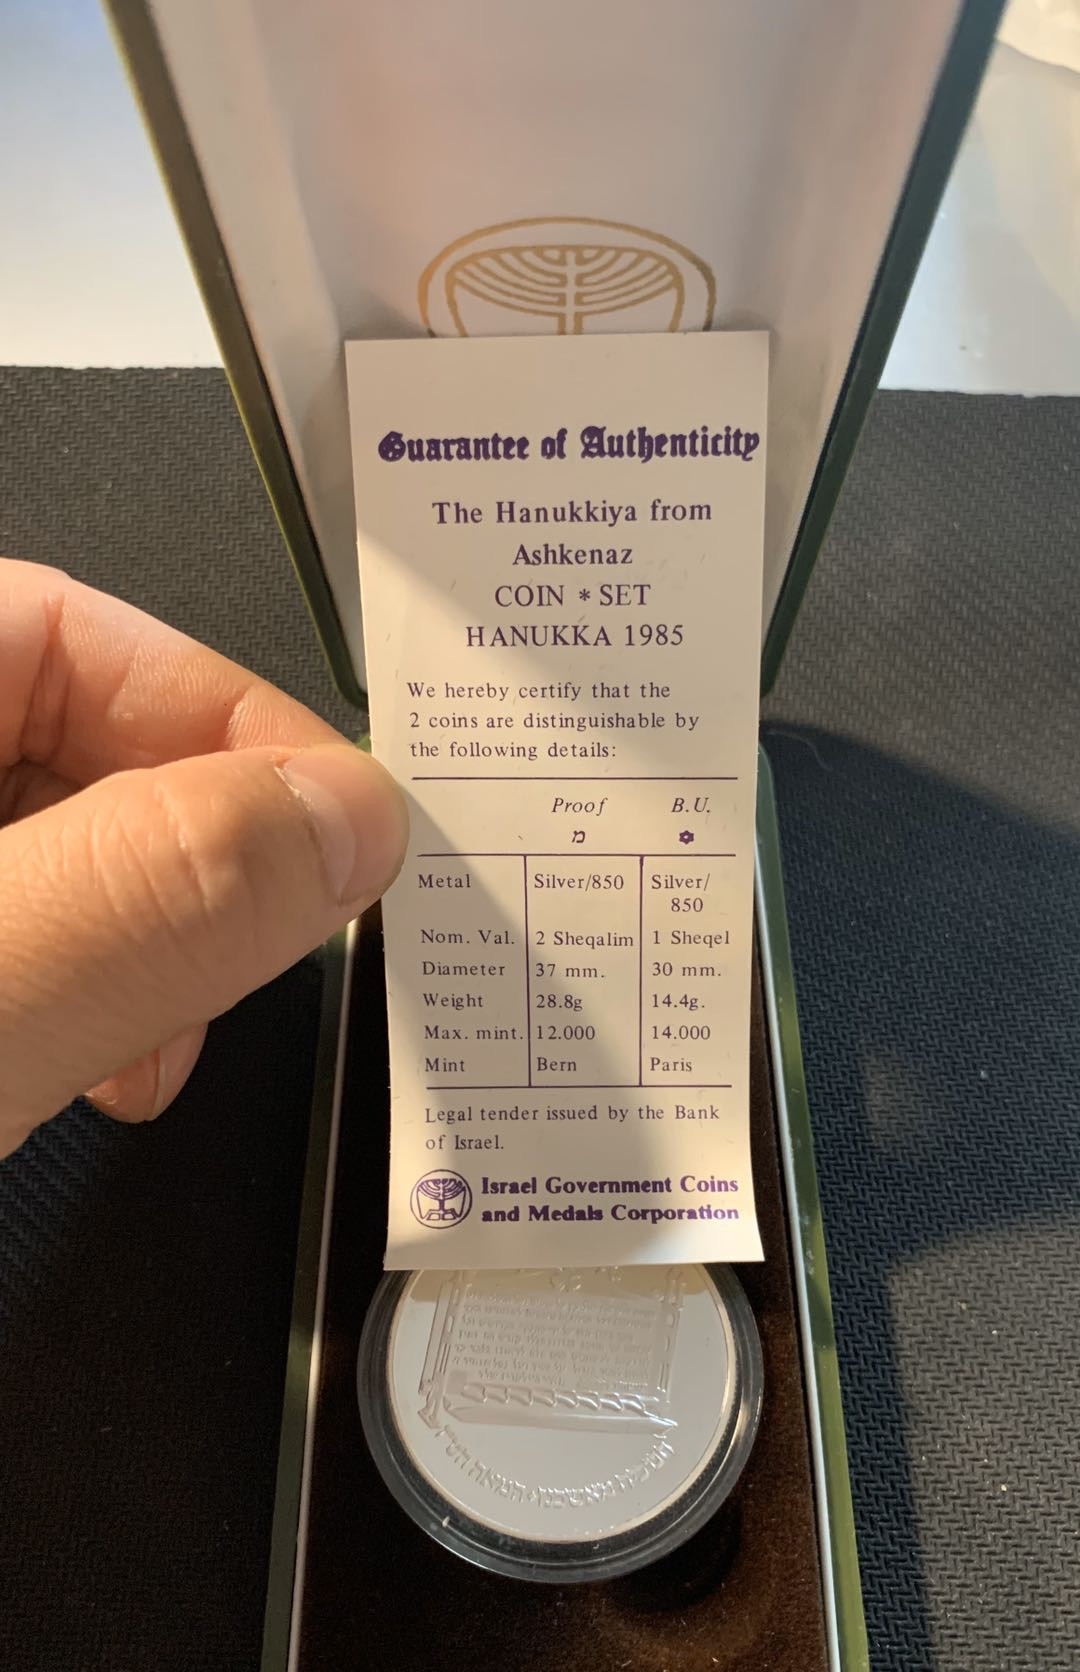 Guarantee of Authenticity
The Hanukkiya from
Ashkenaz
COIN * SET
HANUKKA 1985
We hereby certify that the
2 coins are distinguishable by
the following details:
Proof B.U.
מ
Metal Silver/850 Silver/
850
Nom. Val. 2 Sheqalim 1 Sheqel
Diameter 37 mm. 30 mm.
Weight 28.8g 14.4g.
Max. mint. 12.000 14.000
Mint Bern Paris
Legal tender issued by the Bank
of Israel.
Israel Government Coins
and Medals Corporation
חנוכיה מאשכנז